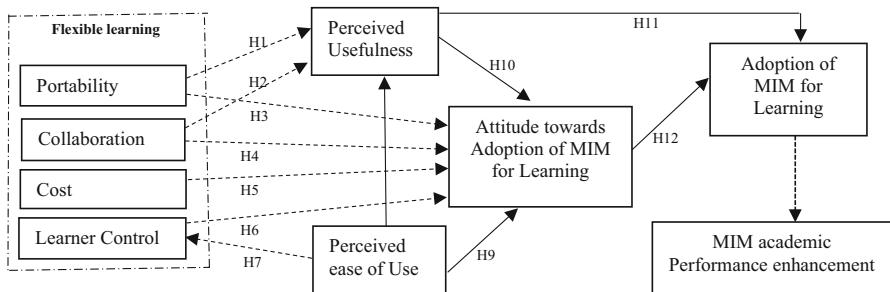 Flexible learning
Portability
Collaboration
Cost
Learner Control
H1
H2
H3
H4
H5
H6
H7
Perceived
Usefulness
H10
H11
Attitude towards
Adoption of MIM
for Learning
Perceived
ease of Use
H9
H12
Adoption of
MIM for
Learning
MIM academic
Performance enhancement